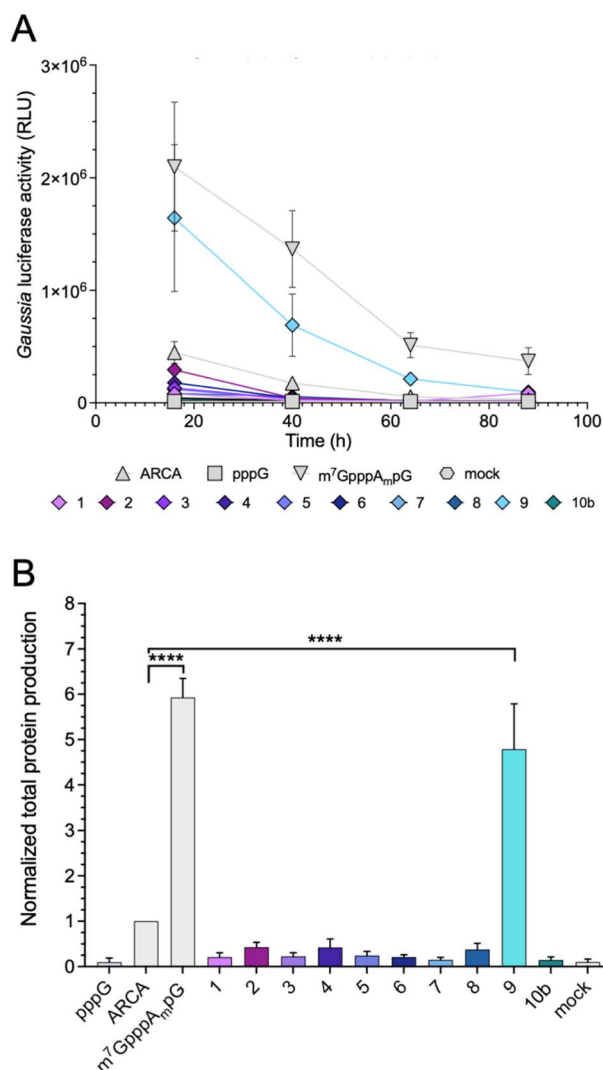 A
3×10⁶
2×10⁶
1×10⁶
0
Gaussia luciferase activity (RLU)
0 20 40 60 80 100
Time (h)
ARCA pppG m⁷GpppAₘpG mock
1 2 3 4 5 6 7 8 9 10b
B
8
7
6
5
4
3
2
1
0
Normalized total protein production
****
****
pppG ARCA m⁷GpppAₘpG 1 2 3 4 5 6 7 8 9 10b mock